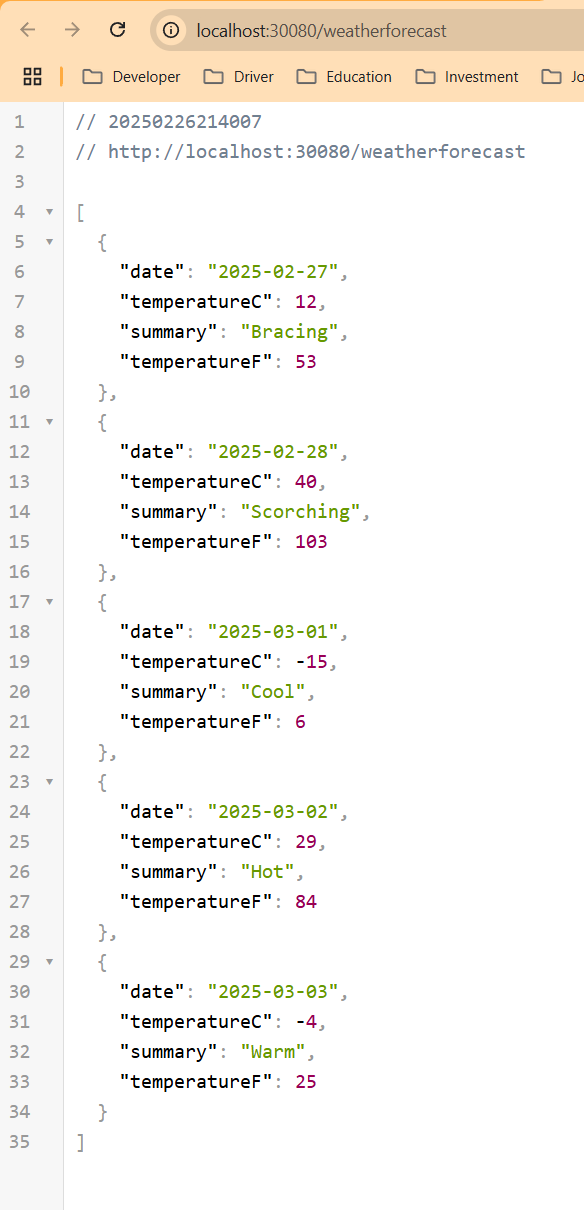 localhost:30080/weatherforecast
Developer Driver Education Investment Jo
1 // 20250226214007
2 // http://localhost:30080/weatherforecast
3
4 [
5 {
6 "date": "2025-02-27",
7 "temperatureC": 12,
8 "summary": "Bracing",
9 "temperatureF": 53
10 },
11 {
12 "date": "2025-02-28",
13 "temperatureC": 40,
14 "summary": "Scorching",
15 "temperatureF": 103
16 },
17 {
18 "date": "2025-03-01",
19 "temperatureC": -15,
20 "summary": "Cool",
21 "temperatureF": 6
22 },
23 {
24 "date": "2025-03-02",
25 "temperatureC": 29,
26 "summary": "Hot",
27 "temperatureF": 84
28 },
29 {
30 "date": "2025-03-03",
31 "temperatureC": -4,
32 "summary": "Warm",
33 "temperatureF": 25
34 }
35 ]